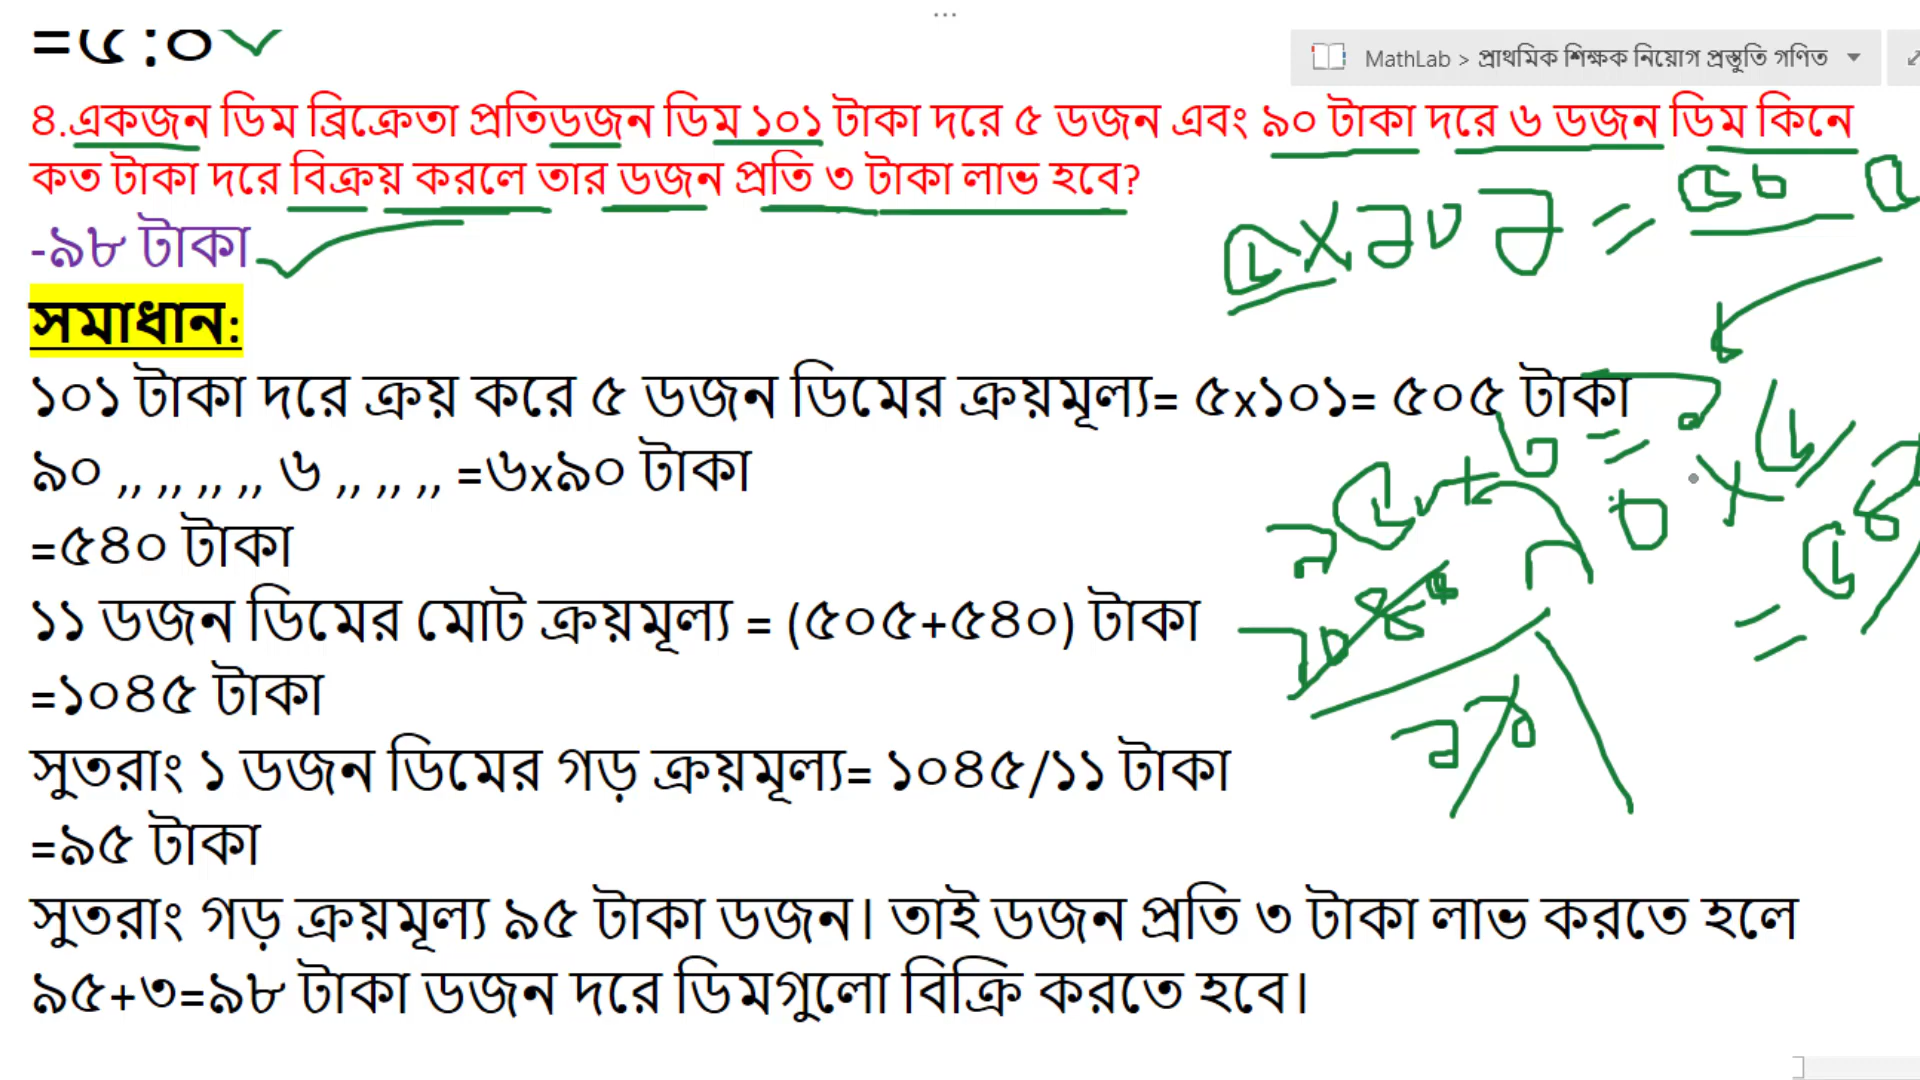 =৫:৩
MathLab > প্রাথমিক শিক্ষক নিয়োগ প্রস্তুতি গণিত
৪.একজন ডিম ব্রিক্রেতা প্রতিডজন ডিম ১০১ টাকা দরে ৫ ডজন এবং ৯০ টাকা দরে ৬ ডজন ডিম কিনে
কত টাকা দরে বিক্রয় করলে তার ডজন প্রতি ৩ টাকা লাভ হবে?
-৯৮ টাকা
সমাধান:
১০১ টাকা দরে ক্রয় করে ৫ ডজন ডিমের ক্রয়মূল্য= ৫x১০১= ৫০৫ টাকা
৯০ ,, ,, ,, ,, ৬ ,, ,, ,, =৬x৯০ টাকা
=৫৪০ টাকা
১১ ডজন ডিমের মোট ক্রয়মূল্য = (৫০৫+৫৪০) টাকা
=১০৪৫ টাকা
সুতরাং ১ ডজন ডিমের গড় ক্রয়মূল্য= ১০৪৫/১১ টাকা
=৯৫ টাকা
সুতরাং গড় ক্রয়মূল্য ৯৫ টাকা ডজন। তাই ডজন প্রতি ৩ টাকা লাভ করতে হলে
৯৫+৩=৯৮ টাকা ডজন দরে ডিমগুলো বিক্রি করতে হবে।